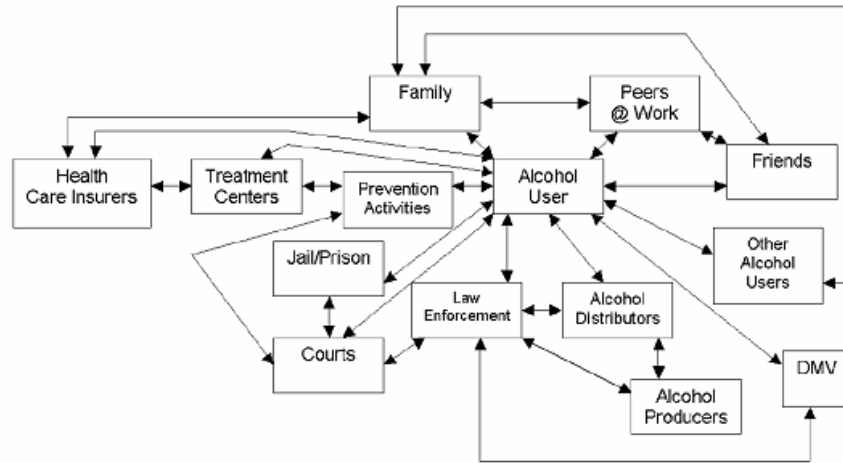 Family
Peers
@ Work
Friends
Health
Care Insurers
Treatment
Centers
Prevention
Activities
Alcohol
User
Other
Alcohol
Users
Jail/Prison
Law
Enforcement
Alcohol
Distributors
Courts
DMV
Alcohol
Producers